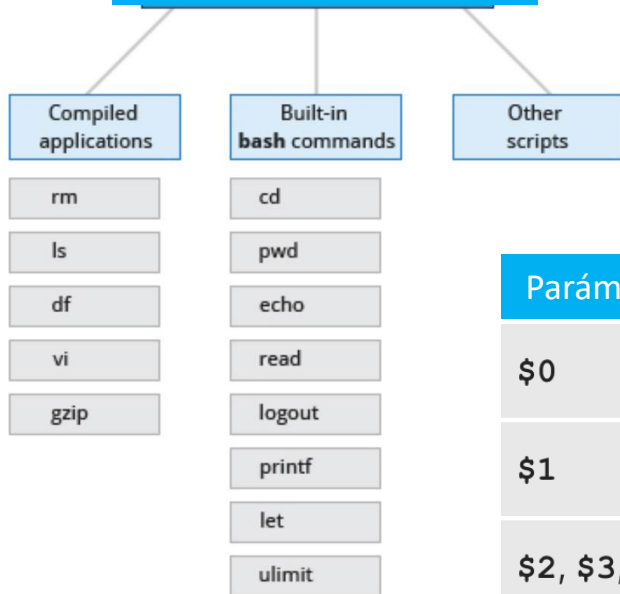 Compiled
applications
rm
ls
df
vi
gzip
Built-in
bash commands
cd
pwd
echo
read
logout
printf
let
ulimit
Other
scripts
Parám
$0
$1
$2, $3,